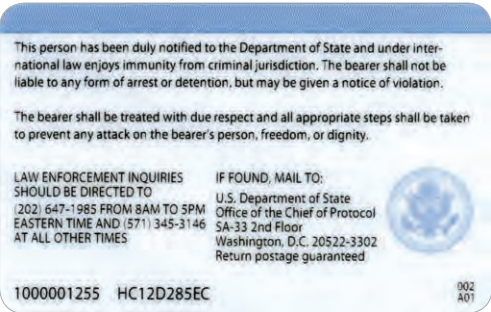 This person has been duly notified to the Department of State and under inter-
national law enjoys immunity from criminal jurisdiction. The bearer shall not be
liable to any form of arrest or detention, but may be given a notice of violation.
The bearer shall be treated with due respect and all appropriate steps shall be taken
to prevent any attack on the bearer's person, freedom, or dignity.
LAW ENFORCEMENT INQUIRIES
SHOULD BE DIRECTED TO
(202) 647-1985 FROM 8AM TO 5PM
EASTERN TIME AND (571) 345-3146
AT ALL OTHER TIMES
IF FOUND, MAIL TO:
U.S. Department of State
Office of the Chief of Protocol
SA-33 2nd Floor
Washington, D.C. 20522-3302
Return postage guaranteed
1000001255 HC12D285EC
002
A01